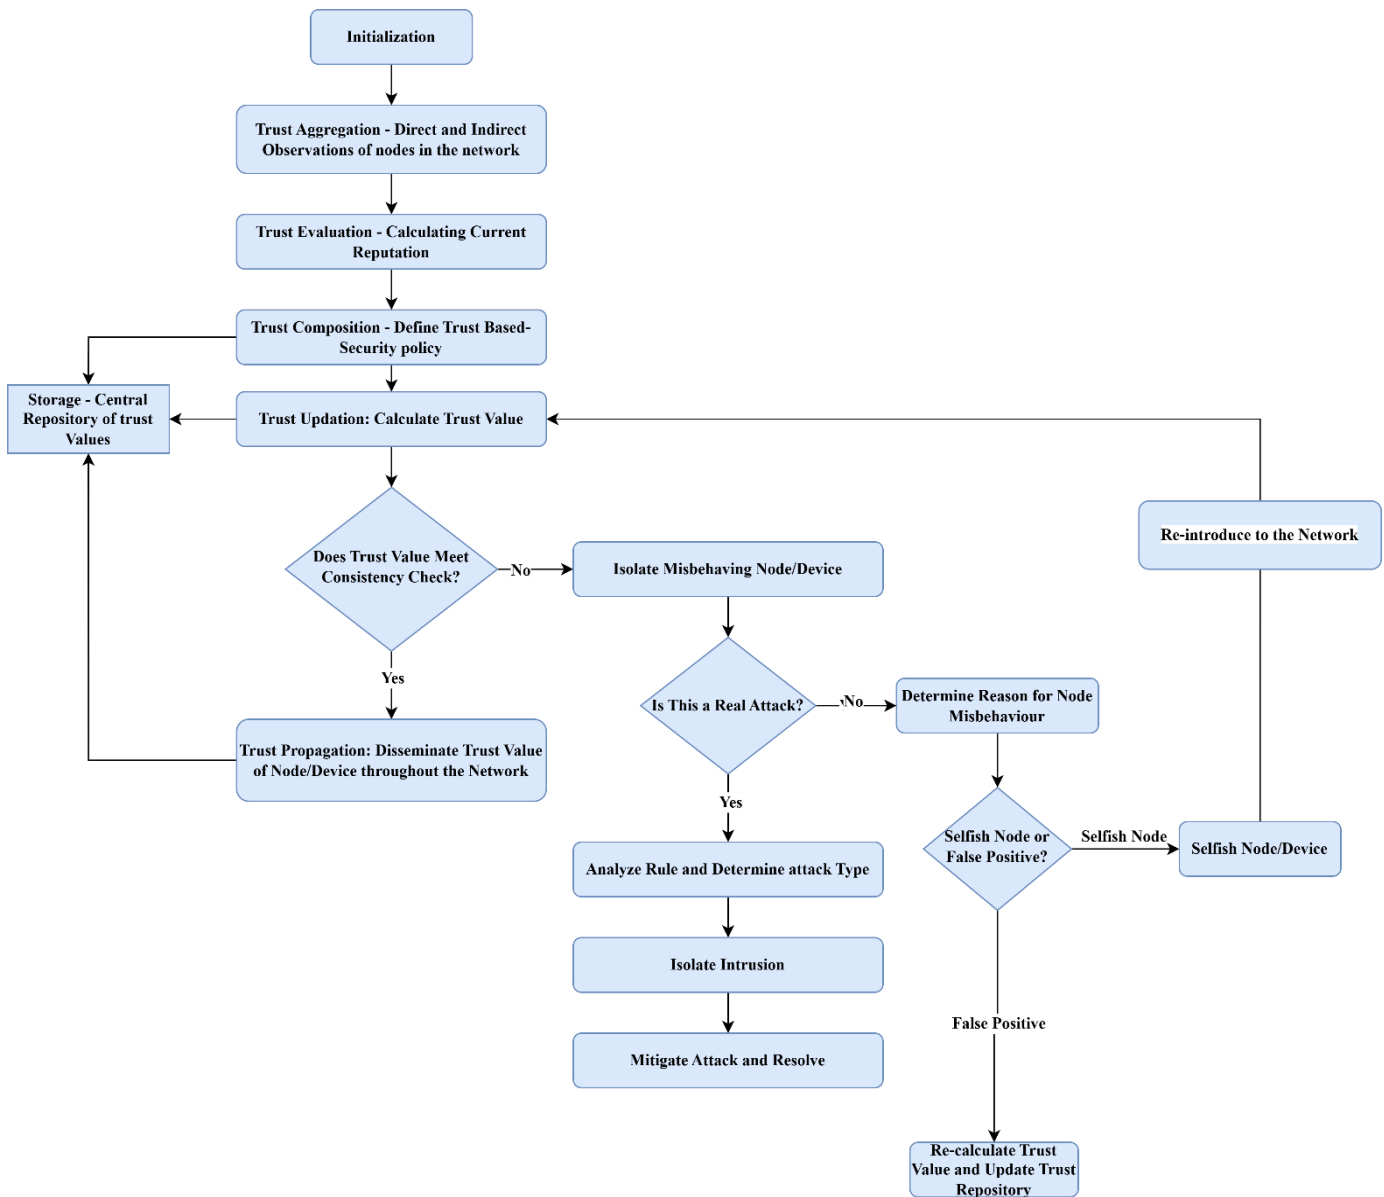 Initialization
Trust Aggregation - Direct and Indirect
Observations of nodes in the network
Trust Evaluation - Calculating Current
Reputation
Trust Composition - Define Trust Based-
Security policy
Storage - Central
Repository of trust
Values
Trust Updation: Calculate Trust Value
Does Trust Value Meet
Consistency Check?
No
Isolate Misbehaving Node/Device
Re-introduce to the Network
Yes
Trust Propagation: Disseminate Trust Value
of Node/Device throughout the Network
Is This a Real Attack?
No
Determine Reason for Node
Misbehaviour
Yes
Selfish Node or
False Positive?
Selfish Node
Selfish Node/Device
Analyze Rule and Determine attack Type
Isolate Intrusion
False Positive
Mitigate Attack and Resolve
Re-calculate Trust
Value and Update Trust
Repository